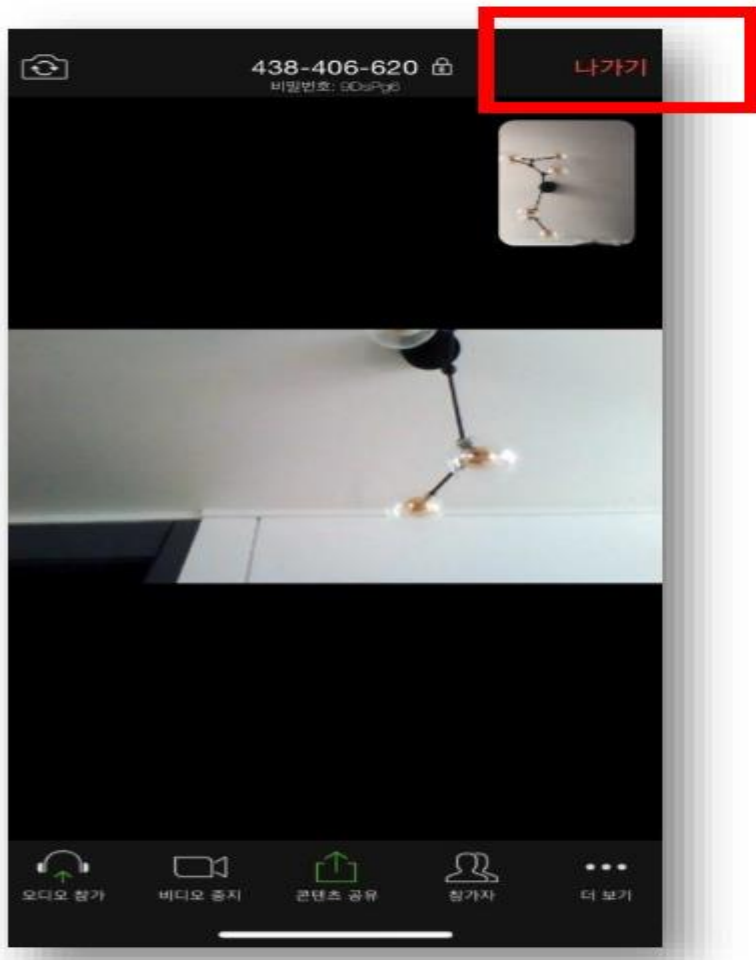 438-406-620
나가기
비밀번호: 9DsPg6
오디오 참가
비디오 중지
콘텐츠 공유
참가자
더 보기